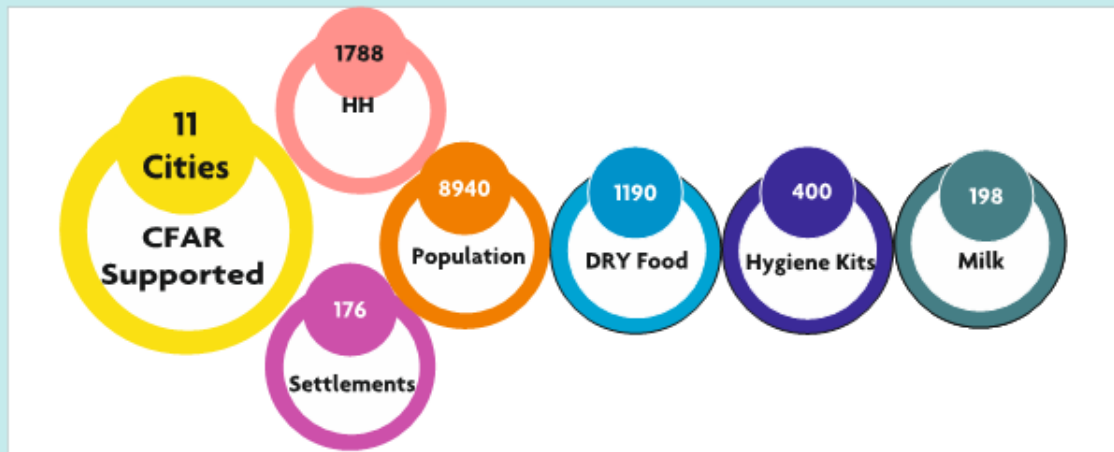 11
Cities
CFAR
Supported
1788
HH
176
Settlements
8940
Population
1190
DRY Food
400
Hygiene Kits
198
Milk